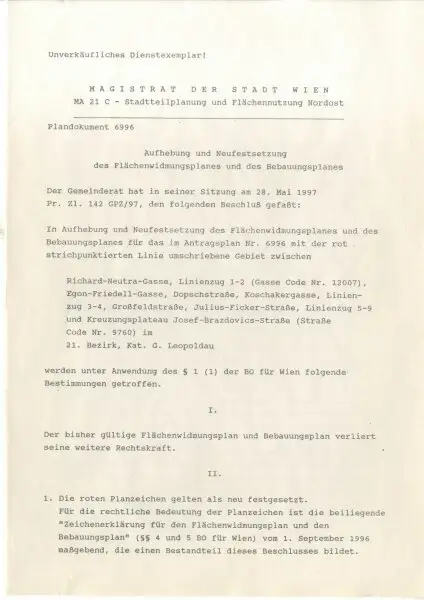 Unverkäufliches Dienstexemplar!
MAGISTRAT DER STADT WIEN
MA 21 C - Stadtteilplanung und Flächennutzung Nordost
Plandokument 6996
Aufhebung und Neufestsetzung
des Flächenwidmungsplanes und des Bebauungsplanes
Der Gemeinderat hat in seiner Sitzung am 28. Mai 1997
Pr. Zl. 142 GPZ/97, den folgenden Beschluß gefaßt:
In Aufhebung und Neufestsetzung des Flächenwidmungsplanes und des
Bebauungsplanes für das im Antragsplan Nr. 6996 mit der rot
strichpunktierten Linie umschriebene Gebiet zwischen
Richard-Neutra-Gasse, Linienzug 1-2 (Gasse Code Nr. 12007),
Egon-Friedell-Gasse, Dopschstraße, Koschakergasse, Linien-
zug 3-4, Großfeldstraße, Julius-Ficker-Straße, Linienzug 5-9
und Kreuzungsplateau Josef-Brazdovics-Straße (Straße
Code Nr. 9760) im
21. Bezirk, Kat. G. Leopoldau
werden unter Anwendung des § 1 (1) der BO für Wien folgende
Bestimmungen getroffen.
I.
Der bisher gültige Flächenwidmungsplan und Bebauungsplan verliert
seine weitere Rechtskraft.
II.
1. Die roten Planzeichen gelten als neu festgesetzt.
Für die rechtliche Bedeutung der Planzeichen ist die beiliegende
"Zeichenerklärung für den Flächenwidmungsplan und den
Bebauungsplan" (§§ 4 und 5 BO für Wien) vom 1. September 1996
maßgebend, die einen Bestandteil dieses Beschlusses bildet.